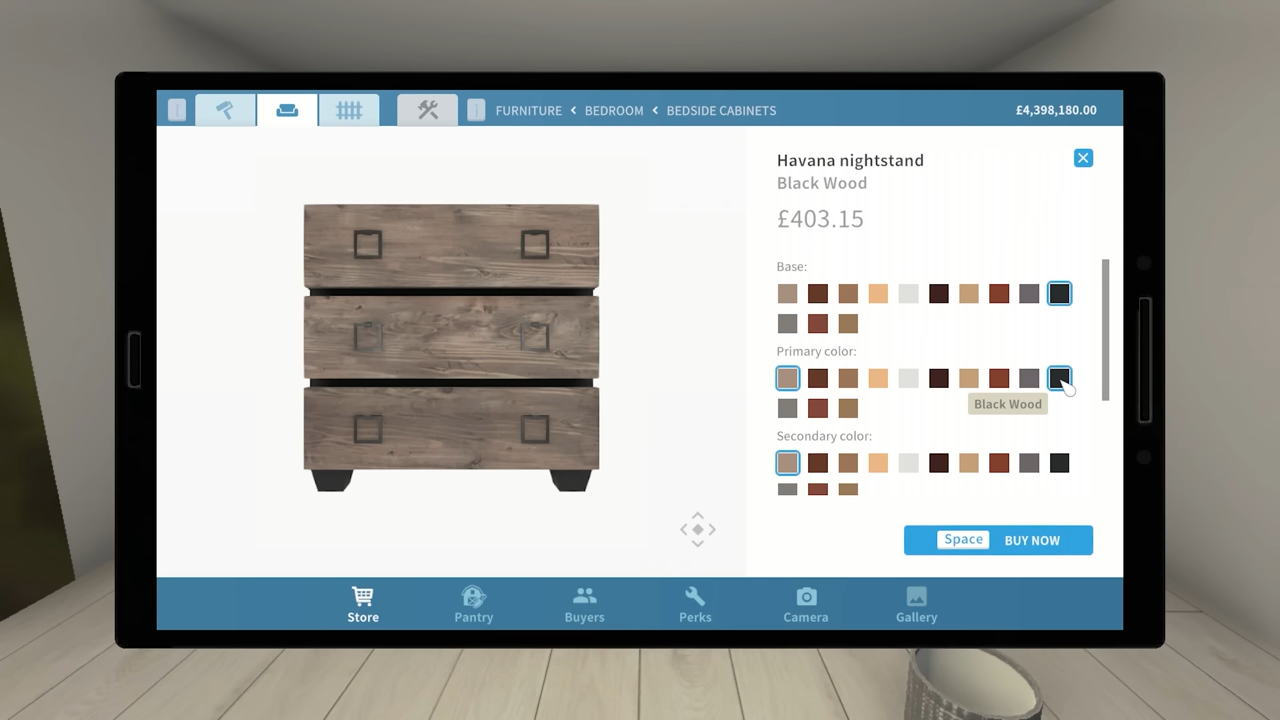 FURNITURE < BEDROOM < BEDSIDE CABINETS
£4,398,180.00
Havana nightstand
Black Wood
£403.15
Base:
Primary color:
Black Wood
Secondary color:
Space BUY NOW
Store Pantry Buyers Perks Camera Gallery